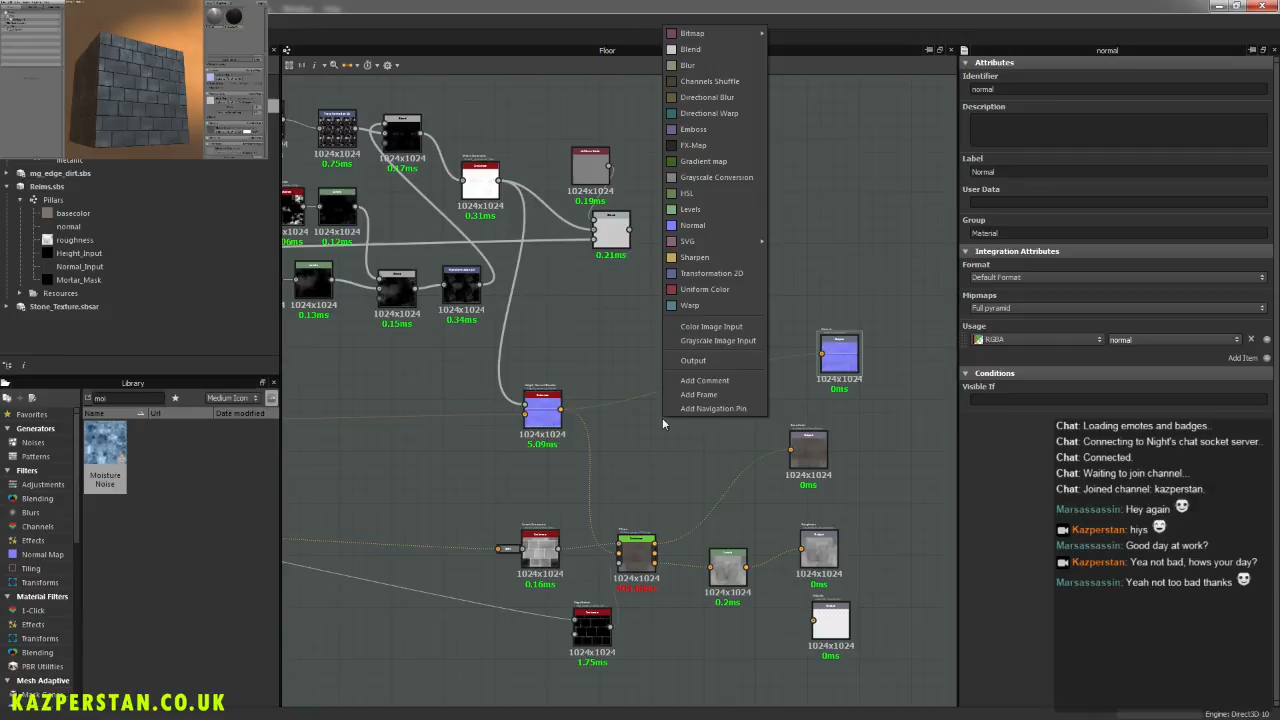 Floor
Bitmap
Blend
Blur
Channels Shuffle
Directional Blur
Directional Warp
Emboss
FX-Map
Gradient map
Grayscale Conversion
HSL
Levels
Normal
SVG
Sharpen
Transformation 2D
Uniform Color
Warp
Color Image Input
Grayscale Image Input
Output
Add Comment
Add Frame
Add Navigation Pin
metallic
mg_edge_dirt.sbs
Reims.sbs
Pillars
basecolor
normal
roughness
Height_Input
Normal_Input
Mortar_Mask
Resources
Stone_Texture.sbsar
Library
moi
Medium Icon
Favorites
Generators
Noises
Patterns
Filters
Adjustments
Blending
Blurs
Channels
Effects
Normal Map
Tiling
Transforms
Material Filters
1-Click
Effects
Transforms
Blending
PBR Utilities
Mesh Adaptive
Name Url Date modified
Moisture Noise
1024x1024
0.75ms
1024x1024
0.17ms
1024x1024
0.31ms
1024x1024
0.19ms
0.21ms
1024x1024
0.12ms
1024x1024
0.13ms
1024x1024
0.15ms
1024x1024
0.34ms
1024x1024
5.09ms
1024x1024
0ms
1024x1024
0ms
1024x1024
0.16ms
1024x1024
1024x1024
0.2ms
1024x1024
0ms
1024x1024
1.75ms
1024x1024
0ms
normal
Attributes
Identifier
normal
Description
Label
Normal
User Data
Group
Material
Integration Attributes
Format
Default Format
Mipmaps
Full pyramid
Usage
RGBA normal
Add Item
Conditions
Visible If
Chat: Loading emotes and badges..
Chat: Connecting to Night's chat socket server..
Chat: Connected.
Chat: Waiting to join channel...
Chat: Joined channel: kazperstan.
Marsassassin: Hey again
Kazperstan: hiys
Marsassassin: Good day at work?
Kazperstan: Yea not bad, hows your day?
Marsassassin: Yeah not too bad thanks
KAZPERSTAN.CO.UK
Engine: Direct3D 10